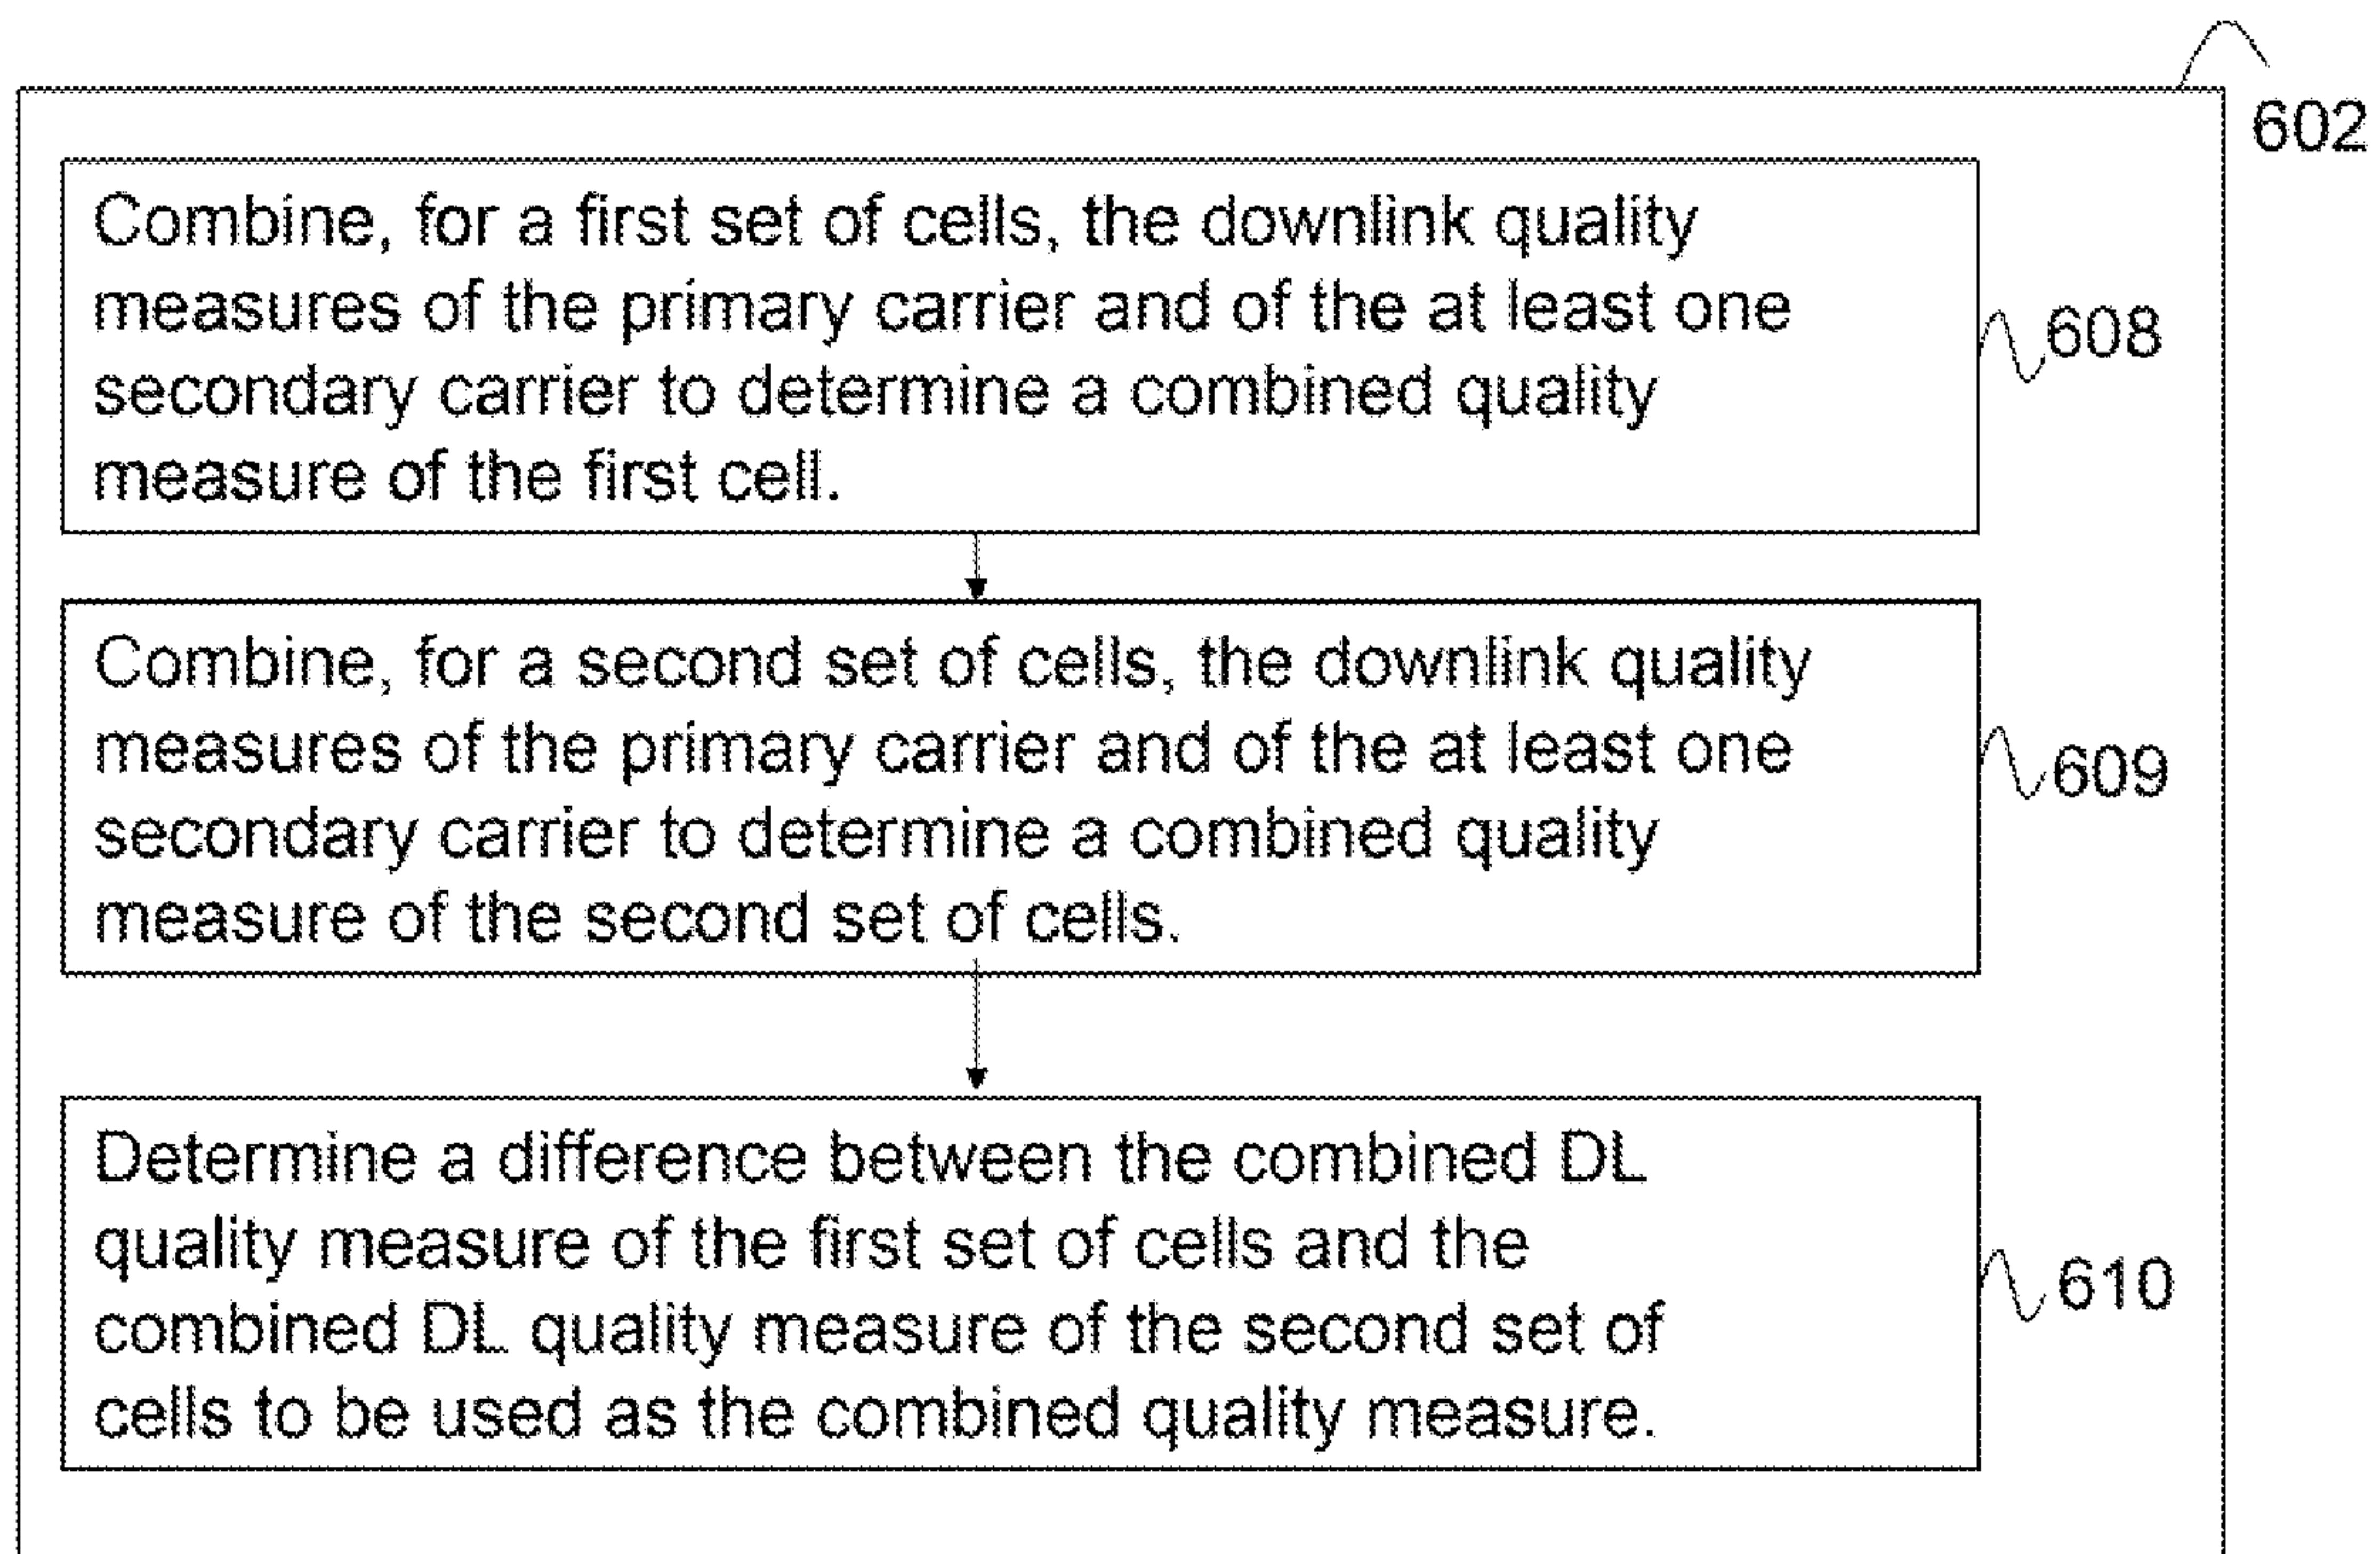 602
Combine, for a first set of cells, the downlink quality
measures of the primary carrier and of the at least one
secondary carrier to determine a combined quality
measure of the first cell.
608
Combine, for a second set of cells, the downlink quality
measures of the primary carrier and of the at least one
secondary carrier to determine a combined quality
measure of the second set of cells.
609
Determine a difference between the combined DL
quality measure of the first set of cells and the
combined DL quality measure of the second set of
cells to be used as the combined quality measure.
610